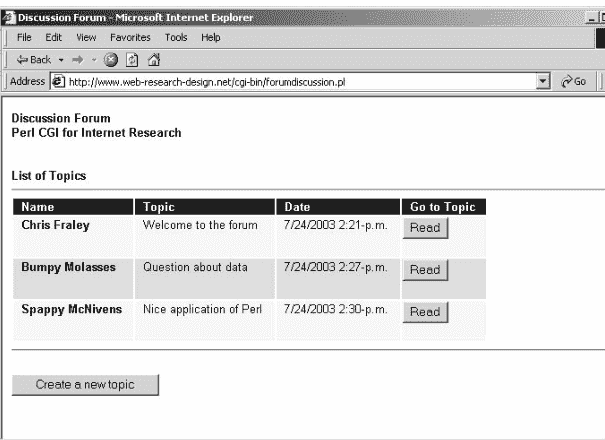 Discussion Forum - Microsoft Internet Explorer
File Edit View Favorites Tools Help
Back
Address http://www.web-research-design.net/cgi-bin/forumdiscussion.pl Go
Discussion Forum
Perl CGI for Internet Research
List of Topics
Name Topic Date Go to Topic
Chris Fraley Welcome to the forum 7/24/2003 2:21-p.m. Read
Bumpy Molasses Question about data 7/24/2003 2:27-p.m. Read
Spappy McNivens Nice application of Perl 7/24/2003 2:30-p.m. Read
Create a new topic